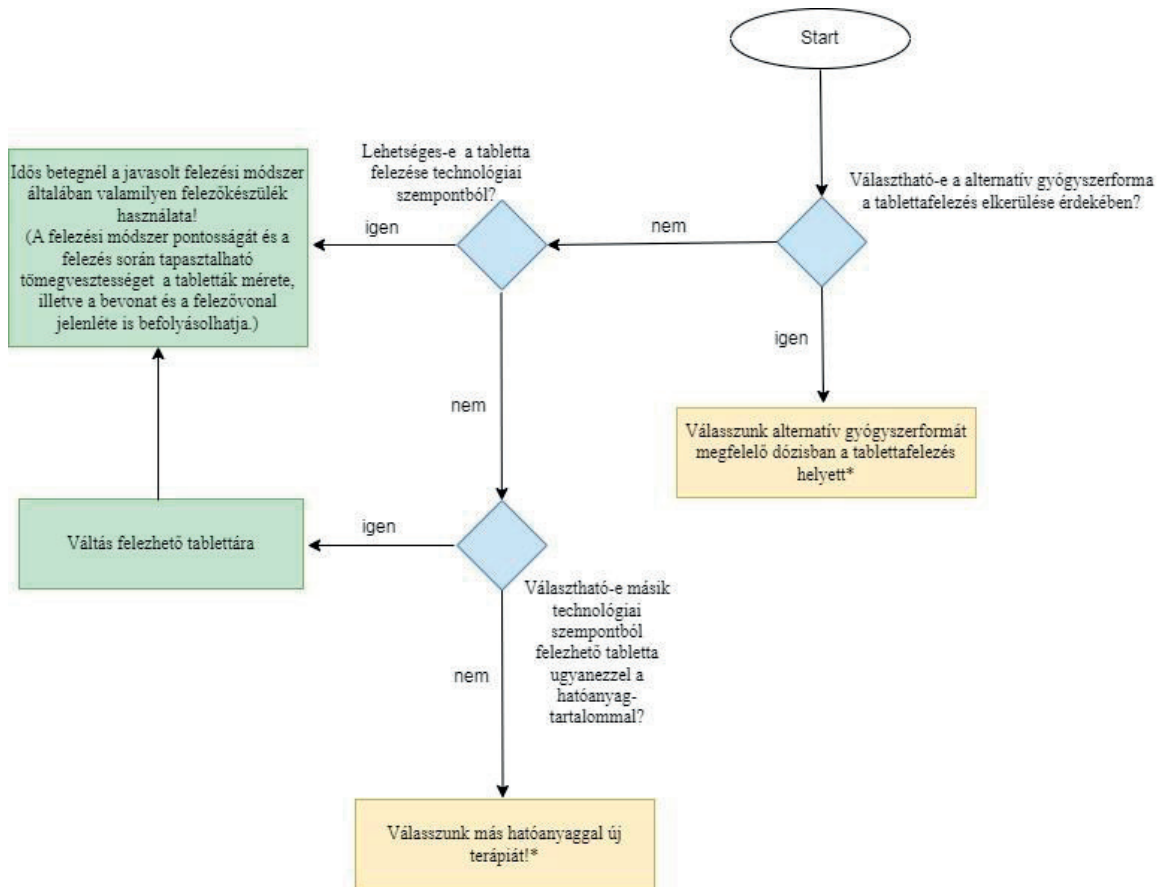 Start
Választható-e a alternatív gyógyszerforma
a tablettafelezés elkerülése érdekében?
nem
igen
Válasszunk alternatív gyógyszerformát
megfelelő dózisban a tablettafelezés
helyett*
Lehetséges-e a tabletta
felezése technológiai
szempontból?
igen
nem
Idős betegnél a javasolt felezési módszer
általában valamilyen felezőkészülék
használata!
(A felezési módszer pontosságát és a
felezés során tapasztalható
tömegvesztességet a tabletták mérete,
illetve a bevonat és a felezővonal
jelenléte is befolyásolhatja.)
Választható-e másik
technológiai
szempontból
felezhető tabletta
ugyanezzel a
hatóanyag-
tartalommal?
igen
Váltás felezhető tablettára
nem
Válasszunk más hatóanyaggal új
terápiát!*